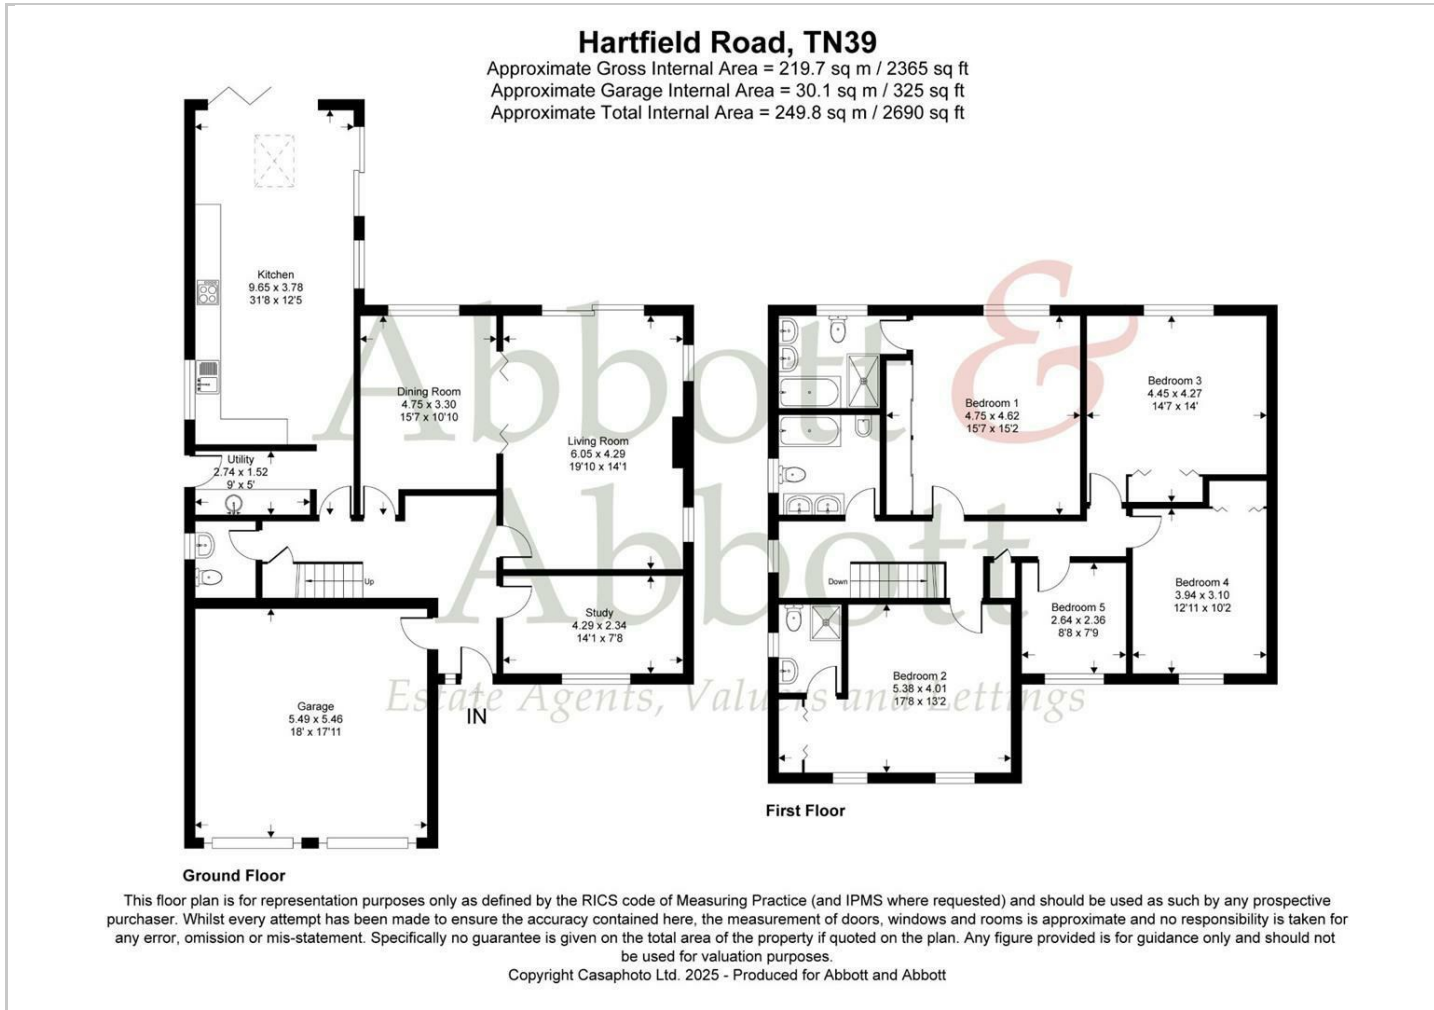 Hartfield Road, TN39
Approximate Gross Internal Area = 219.7 sq m / 2365 sq ft
Approximate Garage Internal Area = 30.1 sq m / 325 sq ft
Approximate Total Internal Area = 249.8 sq m / 2690 sq ft
Kitchen
9.65 x 3.78
31'8 x 12'5
Dining Room
4.75 x 3.30
15'7 x 10'10
Living Room
6.05 x 4.29
19'10 x 14'1
Utility
2.74 x 1.52
9' x 5'
Up
Study
4.29 x 2.34
14'1 x 7'8
Garage
5.49 x 5.46
18' x 17'11
IN
Ground Floor
Bedroom 1
4.75 x 4.62
15'7 x 15'2
Bedroom 3
4.45 x 4.27
14'7 x 14'
Down
Bedroom 4
3.94 x 3.10
12'11 x 10'2
Bedroom 5
2.64 x 2.36
8'8 x 7'9
Bedroom 2
5.38 x 4.01
17'8 x 13'2
First Floor
Abbott &
Abbott
Estate Agents, Valuers and Lettings
This floor plan is for representation purposes only as defined by the RICS code of Measuring Practice (and IPMS where requested) and should be used as such by any prospective
purchaser. Whilst every attempt has been made to ensure the accuracy contained here, the measurement of doors, windows and rooms is approximate and no responsibility is taken for
any error, omission or mis-statement. Specifically no guarantee is given on the total area of the property if quoted on the plan. Any figure provided is for guidance only and should not
be used for valuation purposes.
Copyright Casaphoto Ltd. 2025 - Produced for Abbott and Abbott